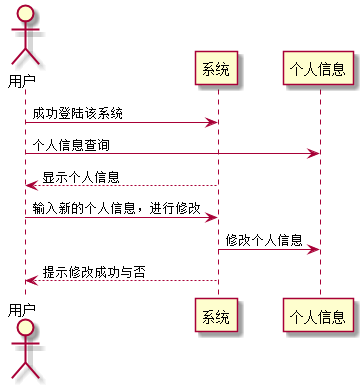 用户
系统
个人信息
成功登陆该系统
个人信息查询
显示个人信息
输入新的个人信息，进行修改
修改个人信息
提示修改成功与否
用户
系统
个人信息